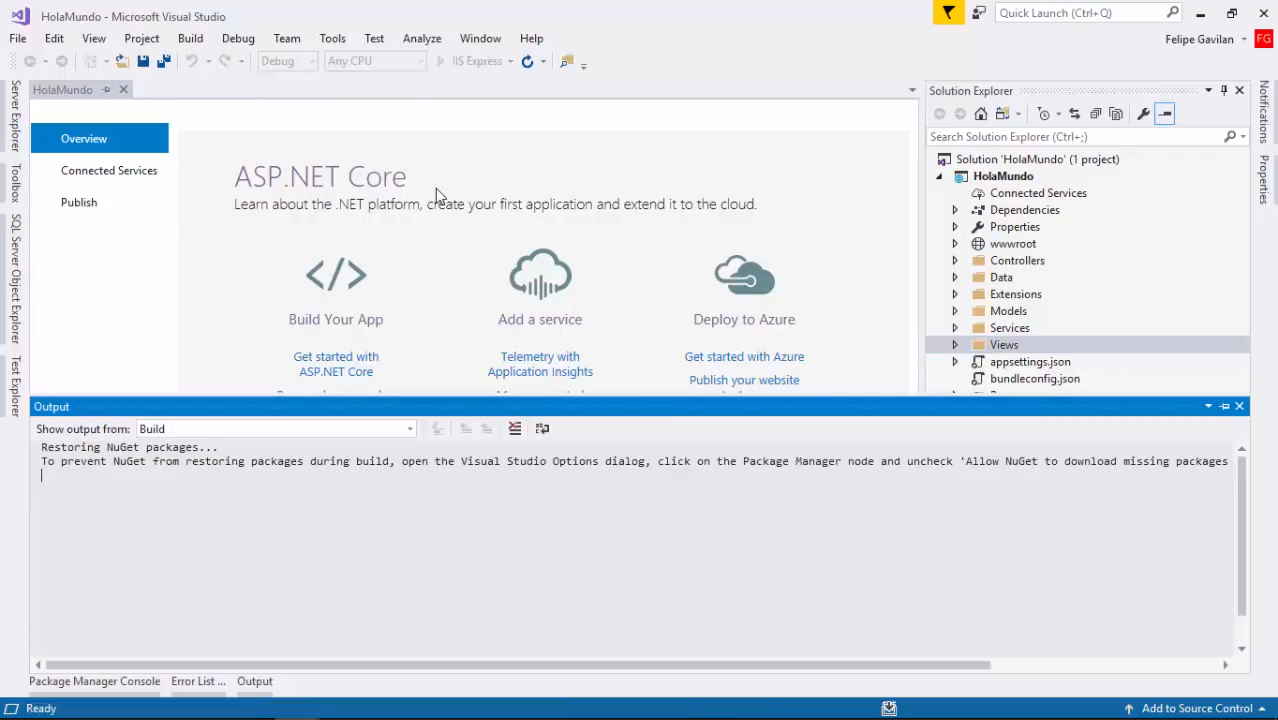 HolaMundo - Microsoft Visual Studio
Quick Launch (Ctrl+Q)
File Edit View Project Build Debug Team Tools Test Analyze Window Help
Felipe Gavilan
FG
Debug
Any CPU
IIS Express
Server Explorer
Toolbox
SQL Server Object Explorer
Test Explorer
HolaMundo
Overview
Connected Services
Publish
ASP.NET Core
Learn about the .NET platform, create your first application and extend it to the cloud.
Build Your App
Add a service
Deploy to Azure
Get started with
ASP.NET Core
Telemetry with
Application Insights
Get started with Azure
Publish your website
Solution Explorer
Search Solution Explorer (Ctrl+;)
Solution 'HolaMundo' (1 project)
HolaMundo
Connected Services
Dependencies
Properties
wwwroot
Controllers
Data
Extensions
Models
Services
Views
appsettings.json
bundleconfig.json
Notifications
Properties
Output
Show output from: Build
Restoring NuGet packages...
To prevent NuGet from restoring packages during build, open the Visual Studio Options dialog, click on the Package Manager node and uncheck 'Allow NuGet to download missing packages
Package Manager Console Error List ... Output
Ready
Add to Source Control